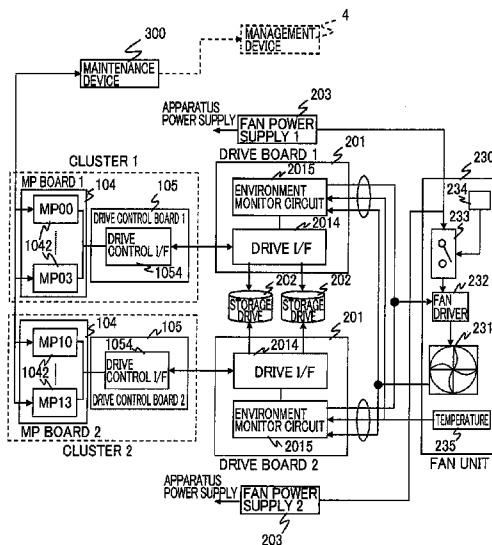 300
MAINTENANCE
DEVICE
4
MANAGEMENT
DEVICE
203
APPARATUS
POWER SUPPLY
FAN POWER
SUPPLY 1
CLUSTER 1
MP BOARD 1
104
105
MP00
1042
MP03
DRIVE CONTROL BOARD 1
DRIVE
CONTROL I/F
1054
DRIVE BOARD 1
201
2015
ENVIRONMENT
MONITOR CIRCUIT
2014
DRIVE I/F
202
202
STORAGE
DRIVE
STORAGE
DRIVE
230
234
233
232
FAN
DRIVER
231
TEMPERATURE
235
FAN UNIT
104
105
MP10
1042
MP13
1054
DRIVE
CONTROL I/F
DRIVE CONTROL BOARD 2
MP BOARD 2
CLUSTER 2
201
2014
DRIVE I/F
ENVIRONMENT
MONITOR CIRCUIT
2015
DRIVE BOARD 2
APPARATUS
POWER SUPPLY
FAN POWER
SUPPLY 2
203